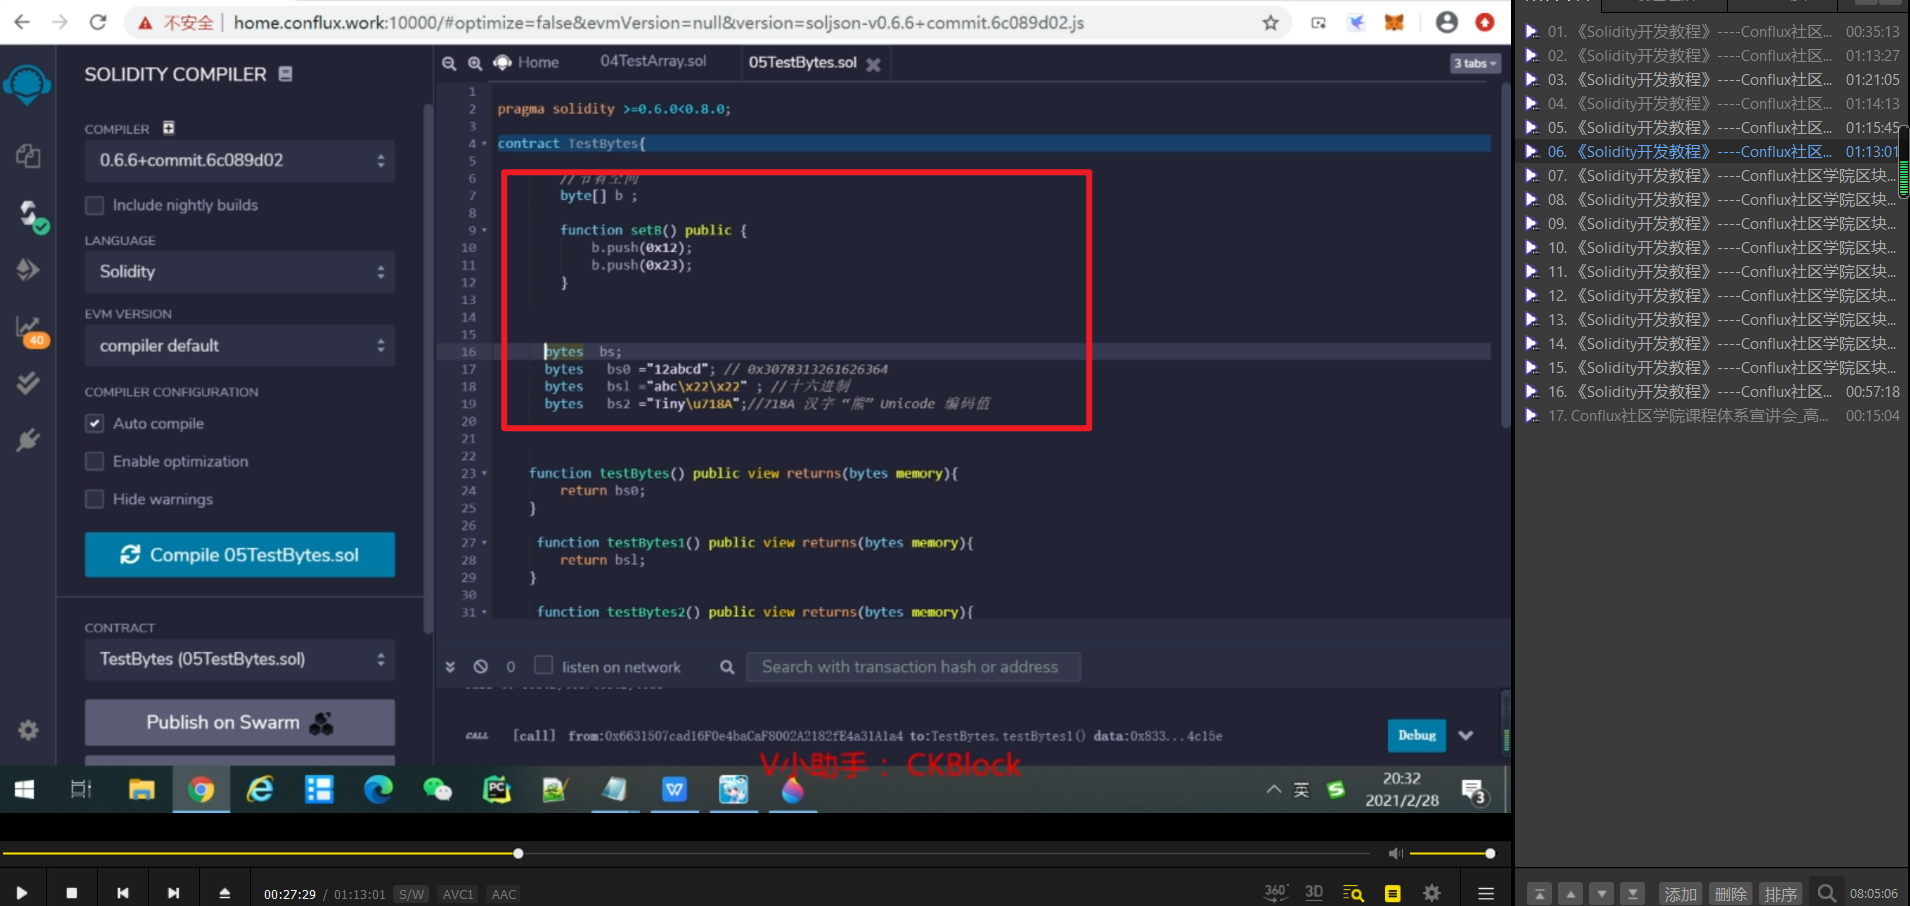 不安全 home.conflux.work:10000/#optimize=false&evmVersion=null&version=soljson-v0.6.6+commit.6c089d02.js
SOLIDITY COMPILER
COMPILER
0.6.6+commit.6c089d02
Include nightly builds
LANGUAGE
Solidity
EVM VERSION
compiler default
40
COMPILER CONFIGURATION
Auto compile
Enable optimization
Hide warnings
Compile 05TestBytes.sol
CONTRACT
TestBytes (05TestBytes.sol)
Publish on Swarm
Home 04TestArray.sol 05TestBytes.sol 3 tabs
1
2 pragma solidity >=0.6.0<0.8.0;
3
4 contract TestBytes{
5
6 //节省空间
7 byte[] b ;
8
9 function setB() public {
10 b.push(0x12);
11 b.push(0x23);
12 }
13
14
15
16 bytes bs;
17 bytes bs0 ="12abcd"; // 0x3078313261626364
18 bytes bs1 ="abc\x22\x22" ; //十六进制
19 bytes bs2 ="Tiny\u718A";//718A 汉字“熊”Unicode 编码值
20
21
22
23 function testBytes() public view returns(bytes memory){
24 return bs0;
25 }
26
27 function testBytes1() public view returns(bytes memory){
28 return bs1;
29 }
30
31 function testBytes2() public view returns(bytes memory){
0 listen on network Search with transaction hash or address
CALL [call] from:0x6631507cad16F0e4baCaF8002A2182fE4a31A1a4 to:TestBytes.testBytes1() data:0x833...4c15e Debug
V小助手： CKBlock
英 20:32
2021/2/28 3
00:27:29 / 01:13:01 S/W AVC1 AAC 360° 3D
01. 《Solidity开发教程》----Conflux社区... 00:35:13
02. 《Solidity开发教程》----Conflux社区... 01:13:27
03. 《Solidity开发教程》----Conflux社区... 01:21:05
04. 《Solidity开发教程》----Conflux社区... 01:14:13
05. 《Solidity开发教程》----Conflux社区... 01:15:45
06. 《Solidity开发教程》----Conflux社区... 01:13:01
07. 《Solidity开发教程》----Conflux社区学院区块...
08. 《Solidity开发教程》----Conflux社区学院区块...
09. 《Solidity开发教程》----Conflux社区学院区块...
10. 《Solidity开发教程》----Conflux社区学院区块...
11. 《Solidity开发教程》----Conflux社区学院区块...
12. 《Solidity开发教程》----Conflux社区学院区块...
13. 《Solidity开发教程》----Conflux社区学院区块...
14. 《Solidity开发教程》----Conflux社区学院区块...
15. 《Solidity开发教程》----Conflux社区学院区块...
16. 《Solidity开发教程》----Conflux社区... 00:57:18
17. Conflux社区学院课程体系宣讲会_高... 00:15:04
添加 删除 排序 08:05:06